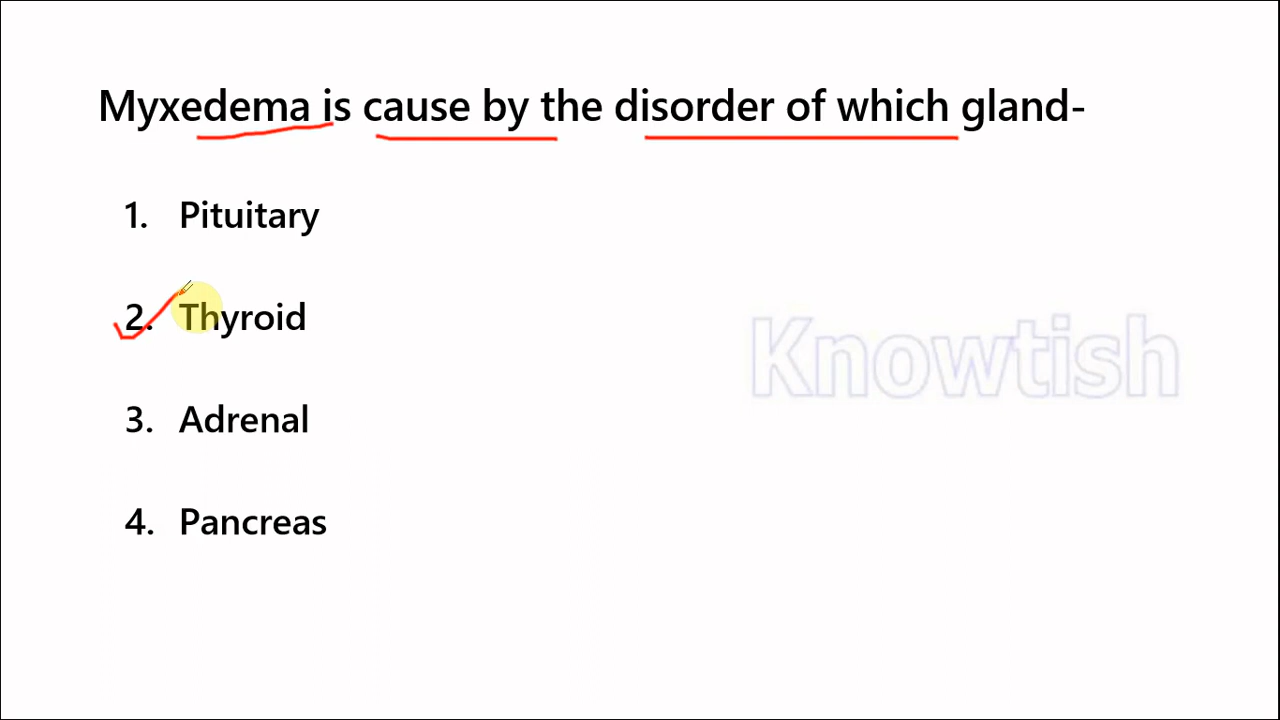 Myxedema is cause by the disorder of which gland-
1. Pituitary
2. Thyroid
Knowtish
3. Adrenal
4. Pancreas